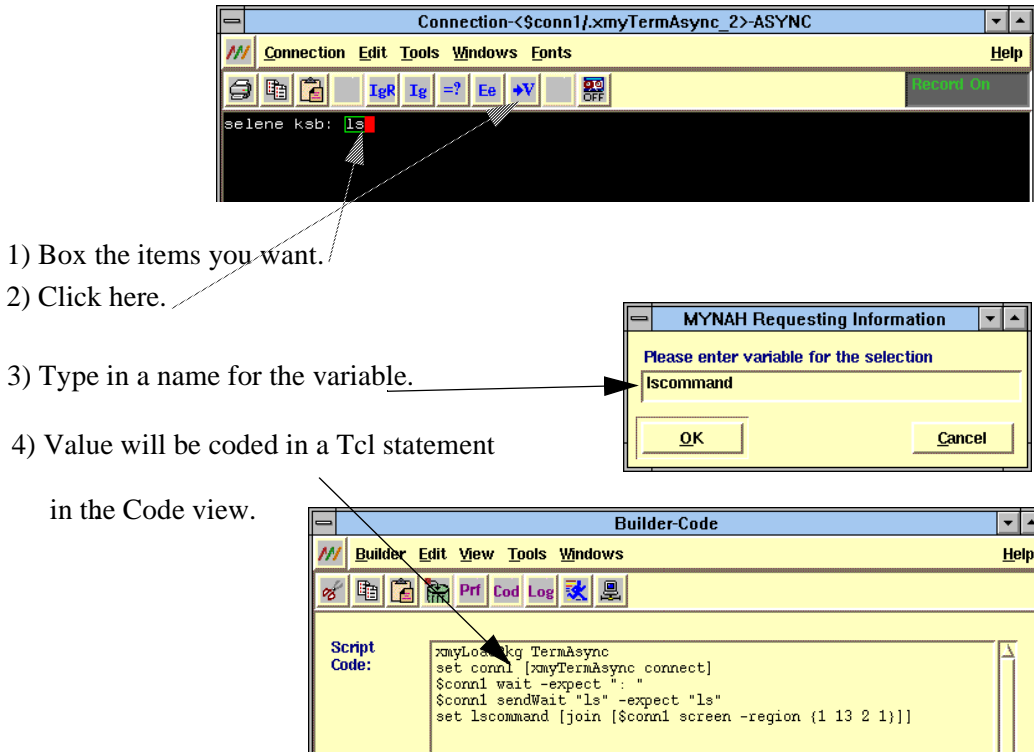 Connection-<$conn1/.xmyTermAsync_2>-ASYNC
Connection Edit Tools Windows Fonts Help
IgR Ig =? Ee →V OFF Record On
selene ksb: ls
1) Box the items you want.
2) Click here.
MYNAH Requesting Information
Please enter variable for the selection
3) Type in a name for the variable.
lscommand
OK Cancel
4) Value will be coded in a Tcl statement
in the Code view.
Builder-Code
Builder Edit View Tools Windows Help
Prf Cod Log
Script
Code:
xmyLoadPkg TermAsync
set conn1 [xmyTermAsync connect]
$conn1 wait -expect ": "
$conn1 sendWait "ls" -expect "ls"
set lscommand [join [$conn1 screen -region {1 13 2 1}]]